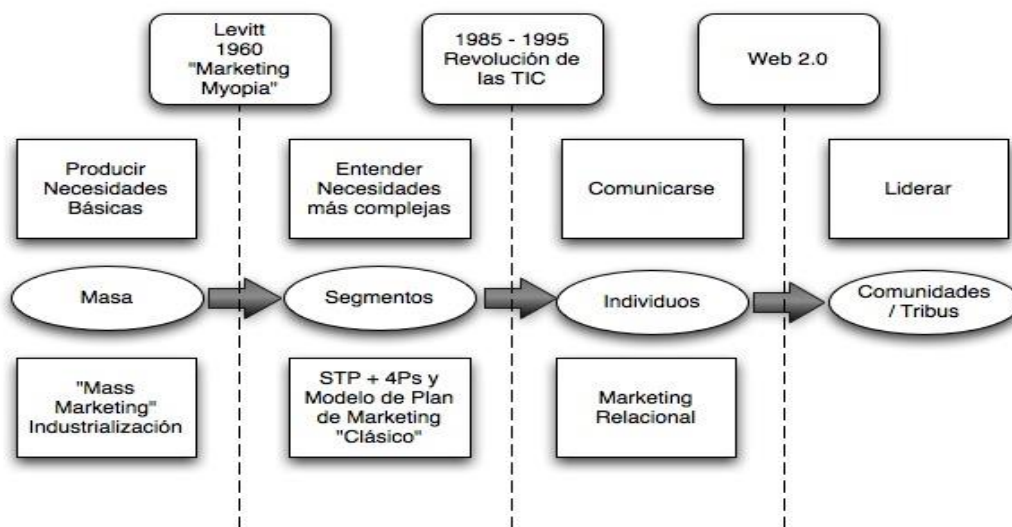 Levitt
1960
"Marketing
Myopia"
1985 - 1995
Revolución de
las TIC
Web 2.0
Producir
Necesidades
Básicas
Entender
Necesidades
más complejas
Comunicarse
Liderar
Masa
Segmentos
Individuos
Comunidades
/ Tribus
"Mass
Marketing"
Industrialización
STP + 4Ps y
Modelo de Plan
de Marketing
"Clásico"
Marketing
Relacional